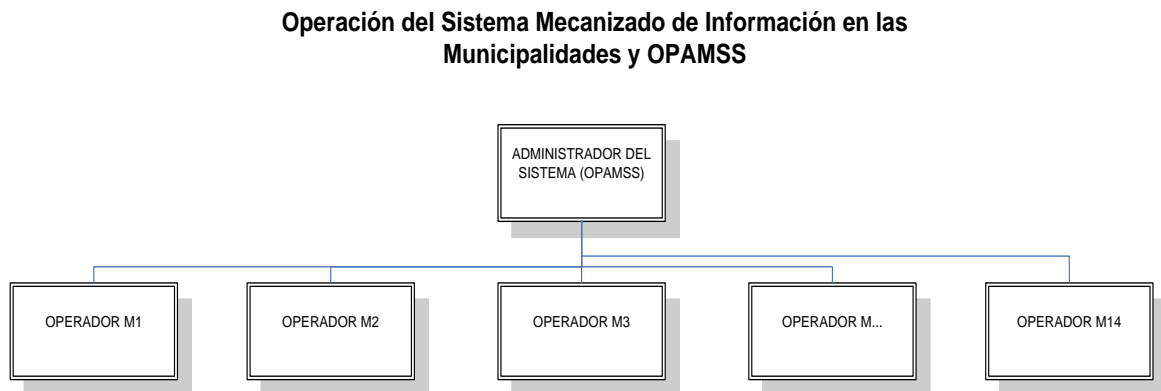 Operación del Sistema Mecanizado de Información en las
Municipalidades y OPAMSS
ADMINISTRADOR DEL
SISTEMA (OPAMSS)
OPERADOR M1
OPERADOR M2
OPERADOR M3
OPERADOR M...
OPERADOR M14